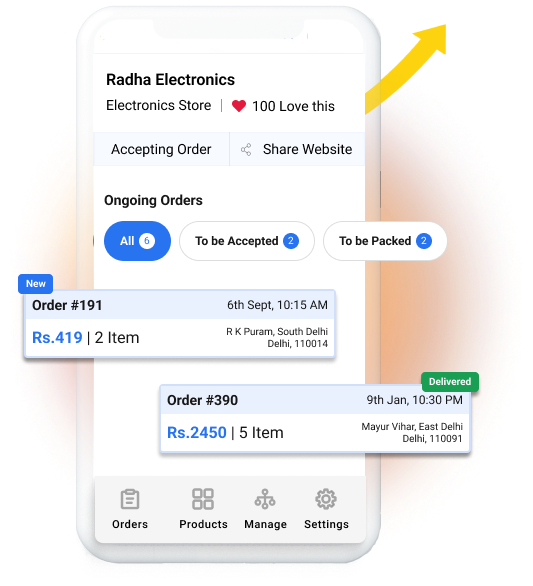 Radha Electronics
Electronics Store | 100 Love this
Accepting Order Share Website
Ongoing Orders
All 6 To be Accepted 2 To be Packed 2
New
Order #191 6th Sept, 10:15 AM
Rs.419 | 2 Item
R K Puram, South Delhi
Delhi, 110014
Delivered
Order #390 9th Jan, 10:30 PM
Rs.2450 | 5 Item
Mayur Vihar, East Delhi
Delhi, 110091
Orders Products Manage Settings